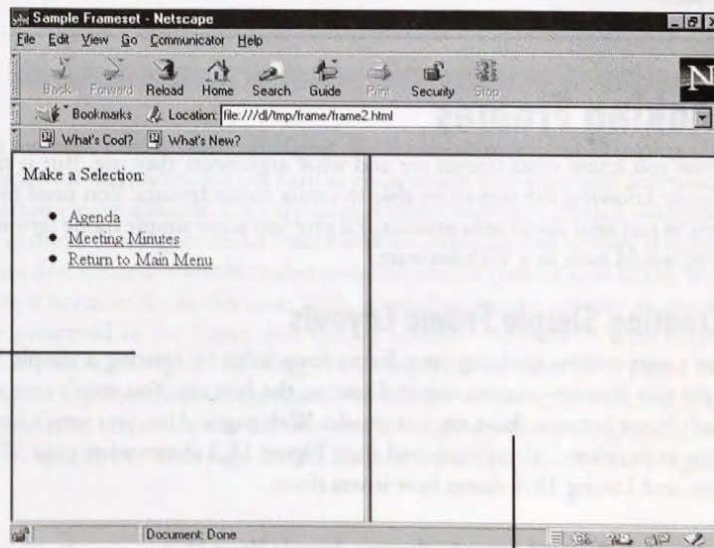 Sample Frameset - Netscape
File Edit View Go Communicator Help
Back Forward Reload Home Search Guide Print Security Stop
Bookmarks Location: file:///d|/tmp/frame/frame2.html
What's Cool? What's New?
N
Make a Selection:
Agenda
Meeting Minutes
Return to Main Menu
Document: Done